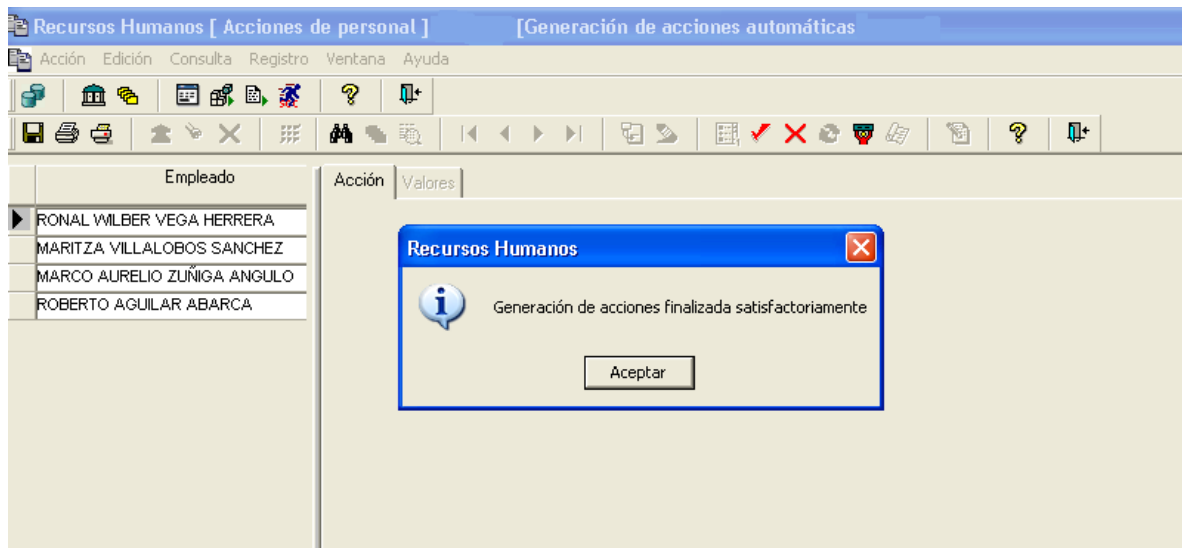 Recursos Humanos [ Acciones de personal ] [Generación de acciones automáticas
Acción Edición Consulta Registro Ventana Ayuda
Empleado
Acción Valores
RONAL WILBER VEGA HERRERA
MARITZA VILLALOBOS SANCHEZ
MARCO AURELIO ZUÑIGA ANGULO
ROBERTO AGUILAR ABARCA
Recursos Humanos
Generación de acciones finalizada satisfactoriamente
Aceptar